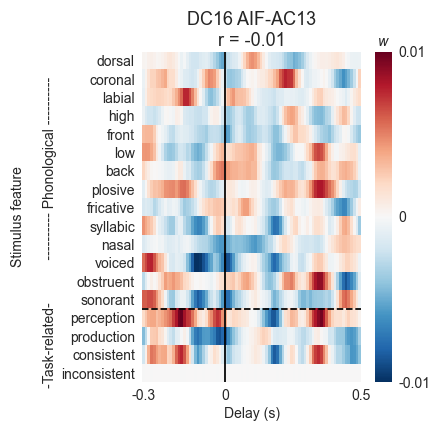 DC16 AIF-AC13
r = -0.01
w
Stimulus feature
-Task-related- ---------- Phonological ----------
dorsal
coronal
labial
high
front
low
back
plosive
fricative
syllabic
nasal
voiced
obstruent
sonorant
perception
production
consistent
inconsistent
0.01
0
-0.01
-0.3 0 0.5
Delay (s)